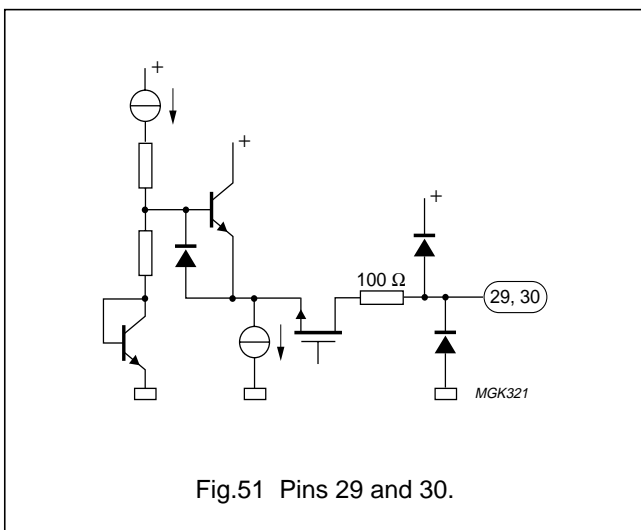 +
+
+
100 Ω
29, 30
MGK321
Fig.51 Pins 29 and 30.